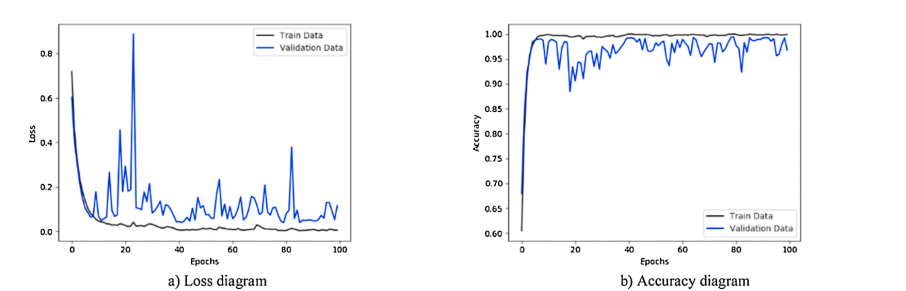 Train Data
Validation Data
0.8
0.6
0.4
0.2
0.0
Loss
0
20
40
60
80
100
Epochs
a) Loss diagram
1.00
0.95
0.90
0.85
0.80
0.75
0.70
0.65
0.60
Accuracy
Train Data
Validation Data
0
20
40
60
80
100
Epochs
b) Accuracy diagram